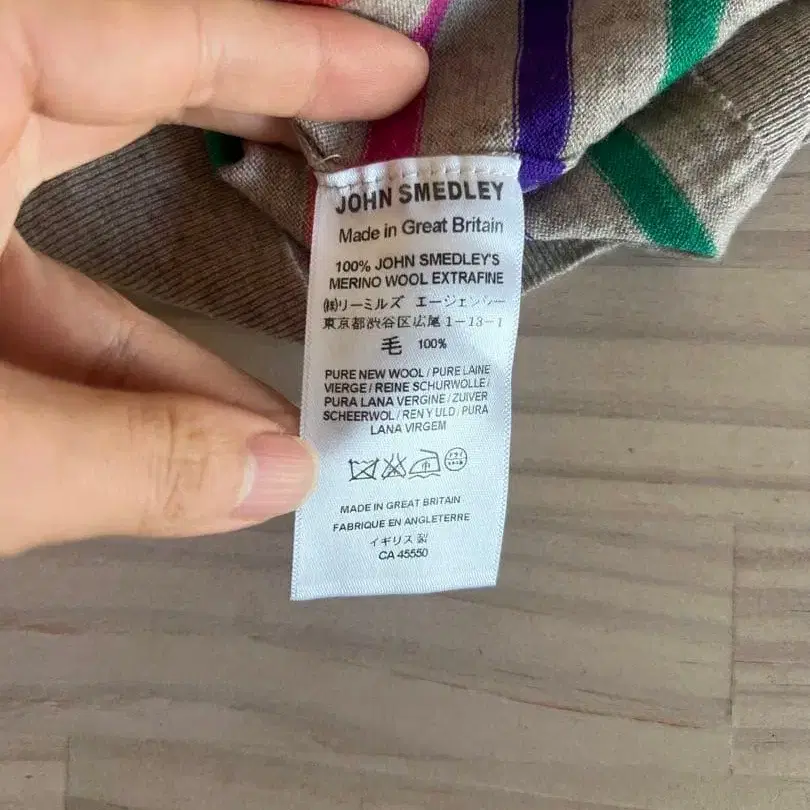 JOHN SMEDLEY
Made in Great Britain
100% JOHN SMEDLEY'S
MERINO WOOL EXTRAFINE
㈱リーミルズ エージェンシー
東京都渋谷区広尾1-13-1
毛 100%
PURE NEW WOOL / PURE LAINE
VIERGE / REINE SCHURWOLLE /
PURA LANA VERGINE / ZUIVER
SCHEERWOL / REN Y ULD / PURA
LANA VIRGEM
MADE IN GREAT BRITAIN
FABRIQUE EN ANGLETERRE
イギリス製
CA 45550